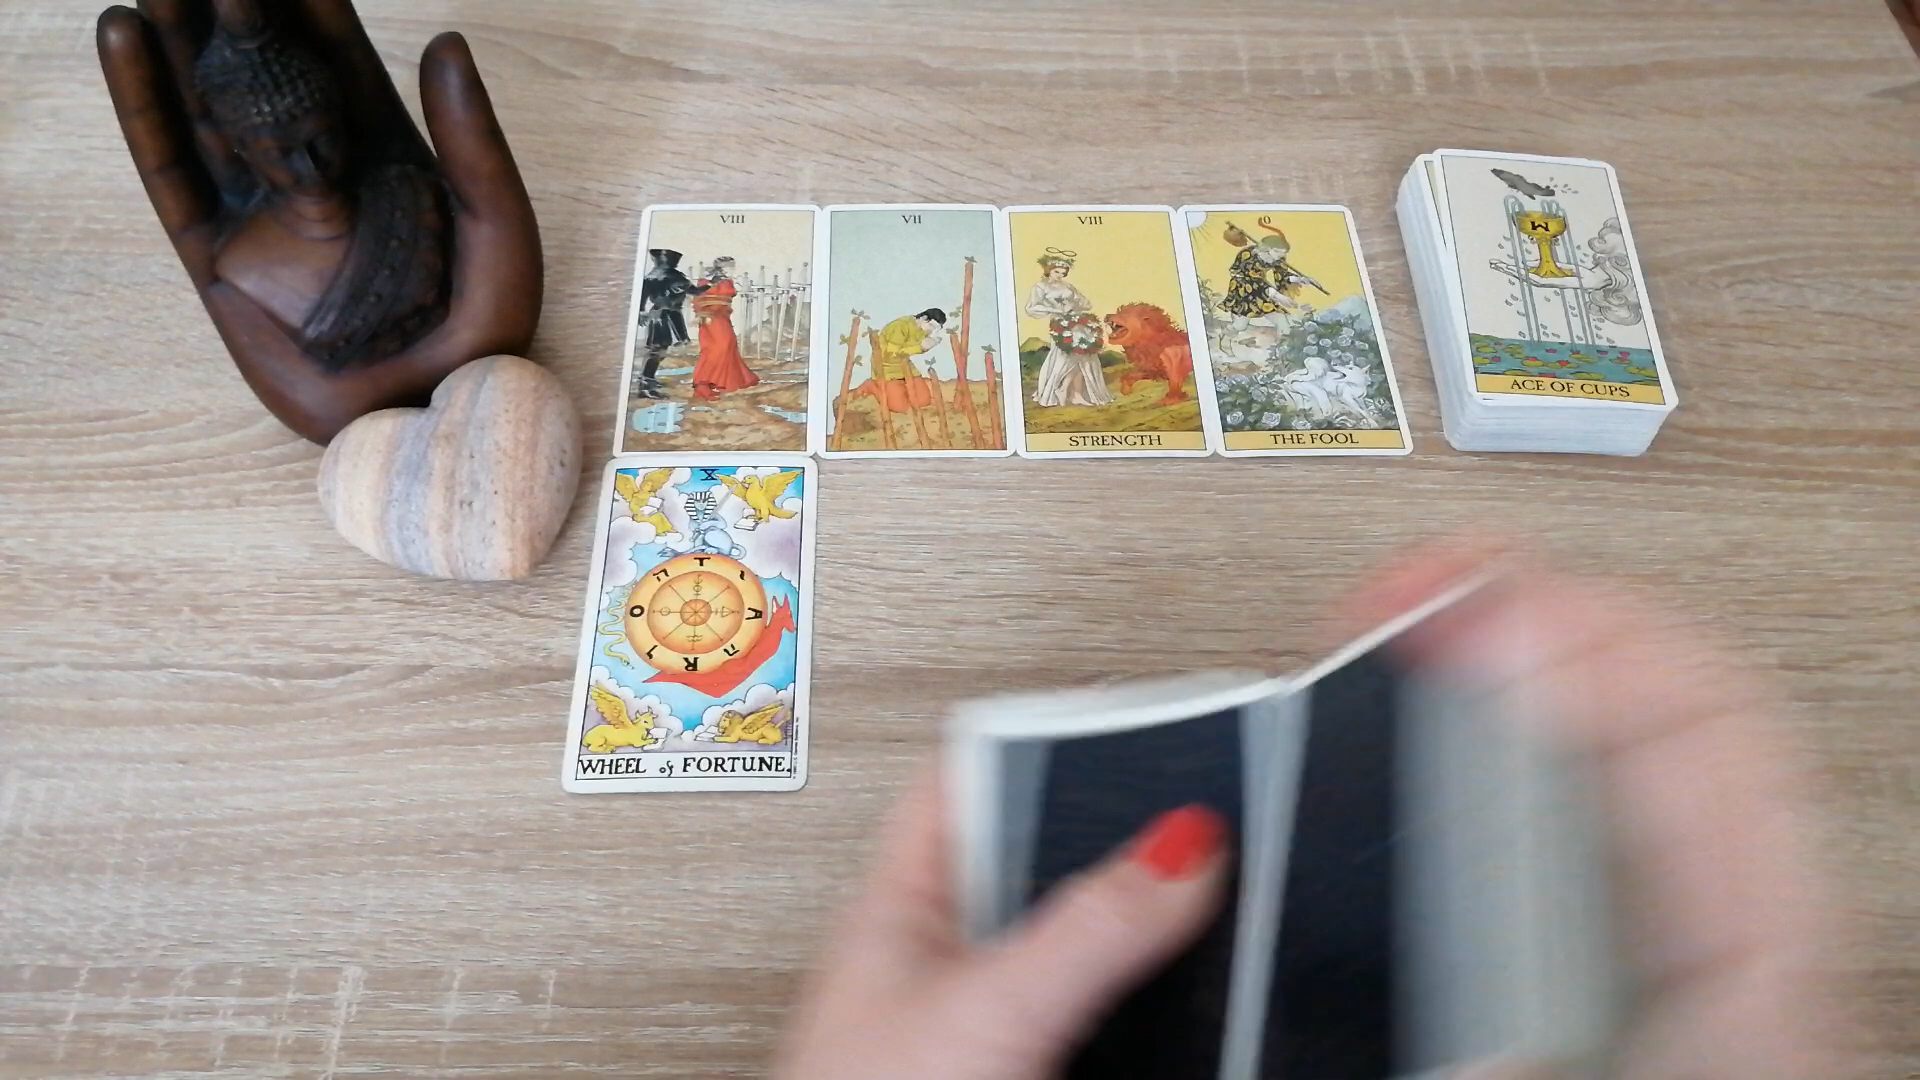 VIII
VII
VIII
STRENGTH
0
THE FOOL
M
ACE OF CUPS
X
T
A
R
O
י
ה
ו
ה
WHEEL of FORTUNE.